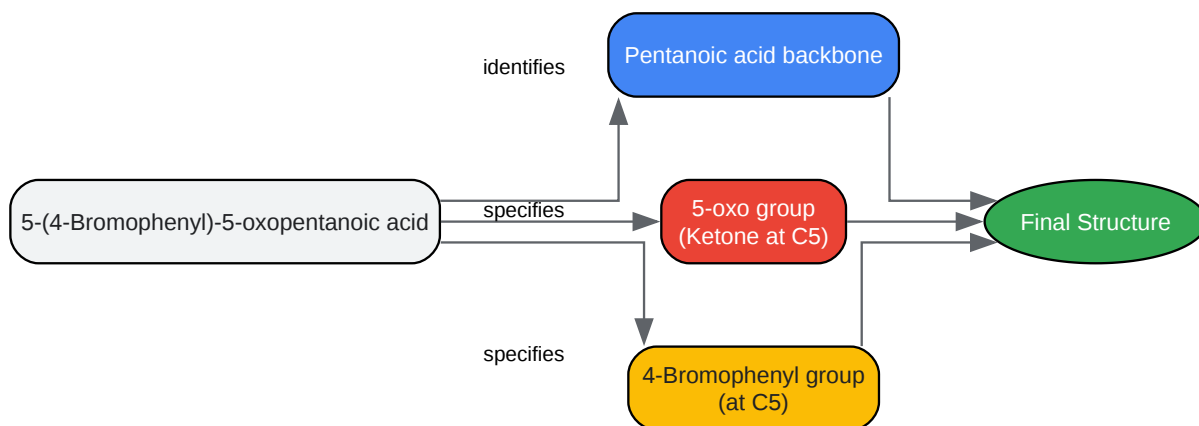 Pentanoic acid backbone
identifies
5-(4-Bromophenyl)-5-oxopentanoic acid
specifies
5-oxo group
(Ketone at C5)
Final Structure
specifies
4-Bromophenyl group
(at C5)